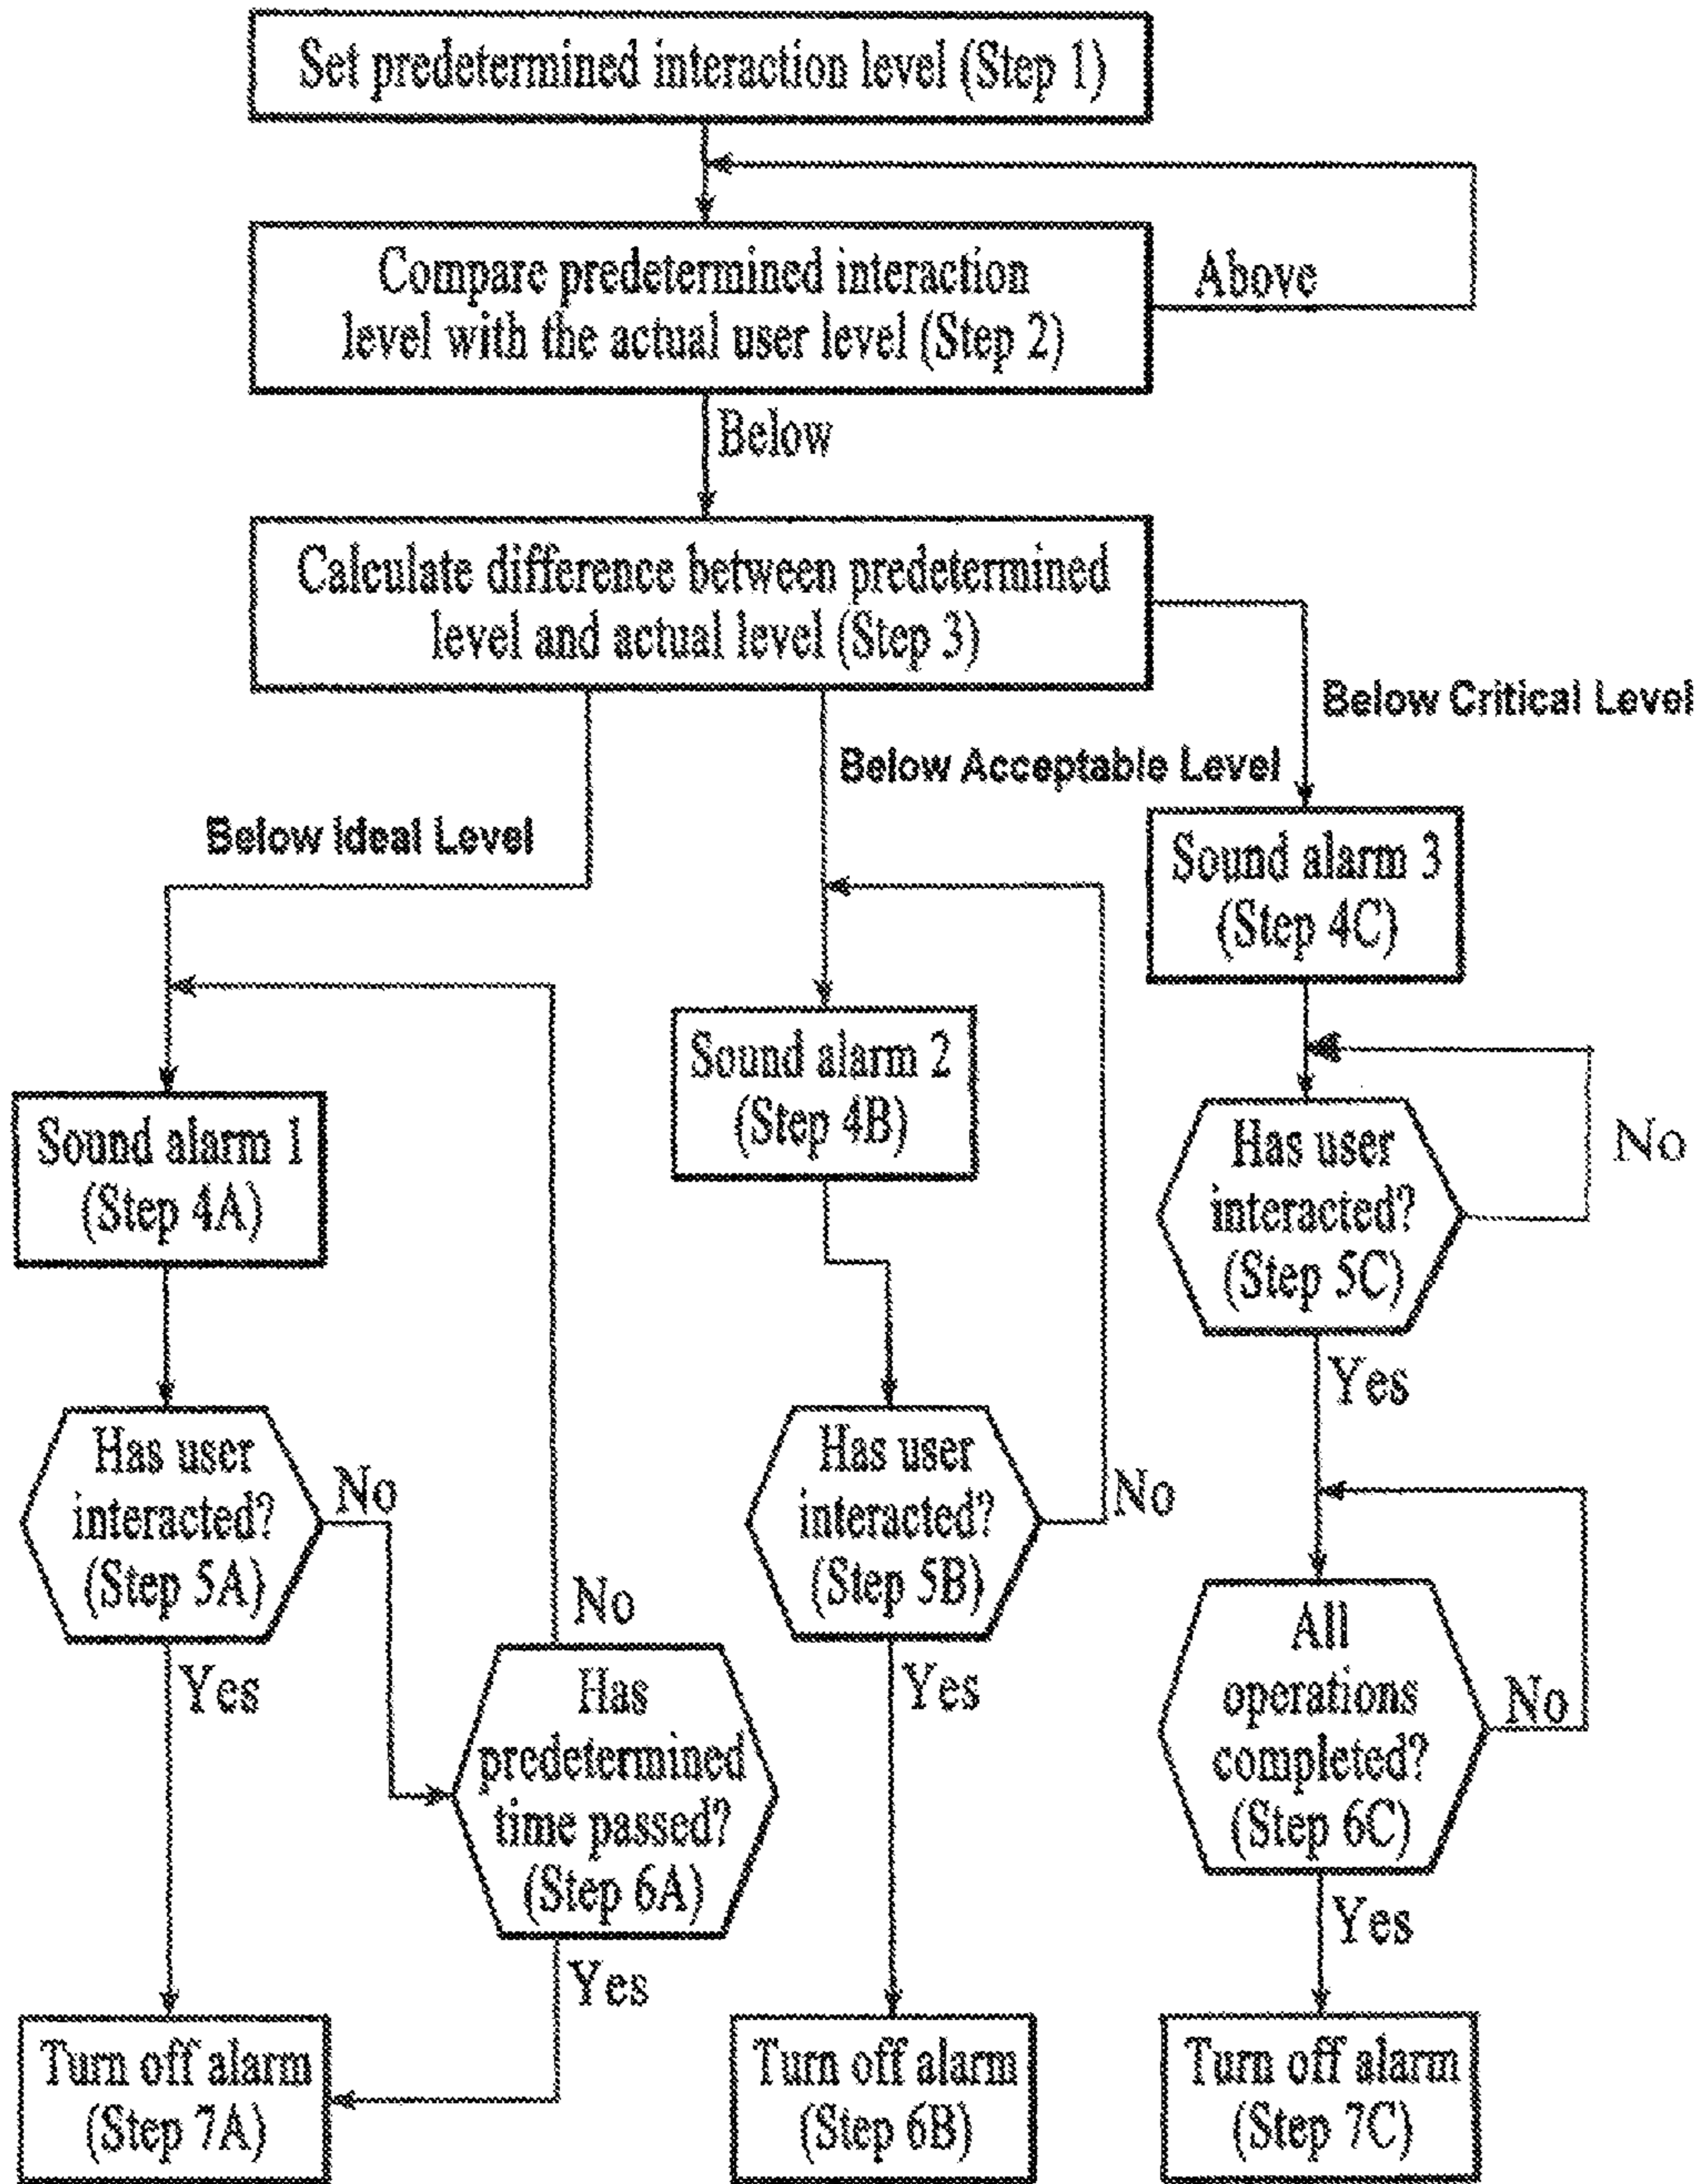 Set predetermined interaction level (Step 1)
Compare predetermined interaction
level with the actual user level (Step 2)
Above
Below
Calculate difference between predetermined
level and actual level (Step 3)
Below Critical Level
Below Acceptable Level
Below Ideal Level
Sound alarm 3
(Step 4C)
Sound alarm 2
(Step 4B)
Sound alarm 1
(Step 4A)
Has user
interacted?
(Step 5C)
No
Yes
Has user
interacted?
(Step 5A)
No
Yes
Has user
interacted?
(Step 5B)
No
Yes
No
Has
predetermined
time passed?
(Step 6A)
Yes
All
operations
completed?
(Step 6C)
No
Yes
Turn off alarm
(Step 7A)
Turn off alarm
(Step 6B)
Turn off alarm
(Step 7C)